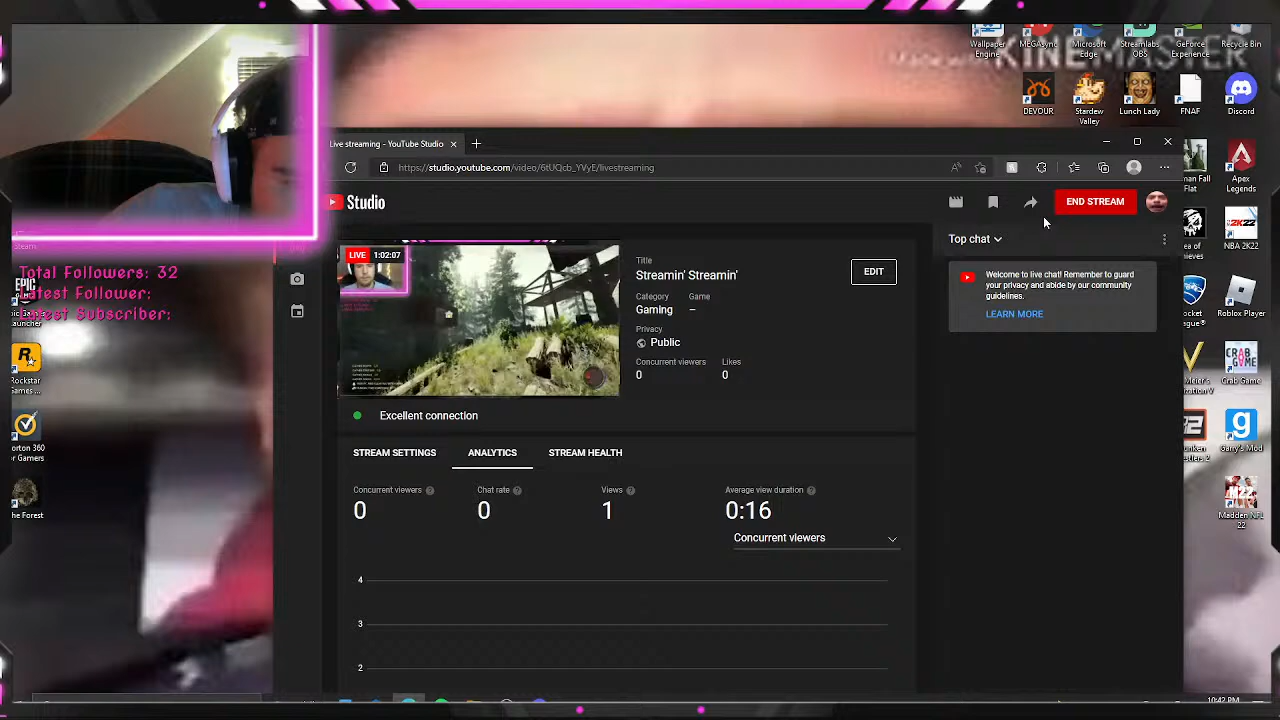 KINEMASTER
Wallpaper Engine
MEGAsync
Microsoft Edge
Streamlabs OBS
GeForce Experience
Recycle Bin
DEVOUR
Stardew Valley
Lunch Lady
FNAF
Discord
Live streaming - YouTube Studio
https://studio.youtube.com/video/6tUQcb_YVyE/livestreaming
Studio
END STREAM
Apex Legends
Top chat
LIVE 1:02:07
Title
Streamin' Streamin'
EDIT
Category
Game
Gaming
–
Privacy
Public
Concurrent viewers
Likes
0
0
Welcome to live chat! Remember to guard your privacy and abide by our community guidelines.
LEARN MORE
NBA 2K22
Total Followers: 32
Latest Follower:
Latest Subscriber:
Roblox Player
Rockstar Games
Crab Game
Excellent connection
STREAM SETTINGS
ANALYTICS
STREAM HEALTH
Garry's Mod
Concurrent viewers
Chat rate
Views
Average view duration
0
0
1
0:16
The Forest
Madden NFL 22
Concurrent viewers
4
3
2
10:42 PM